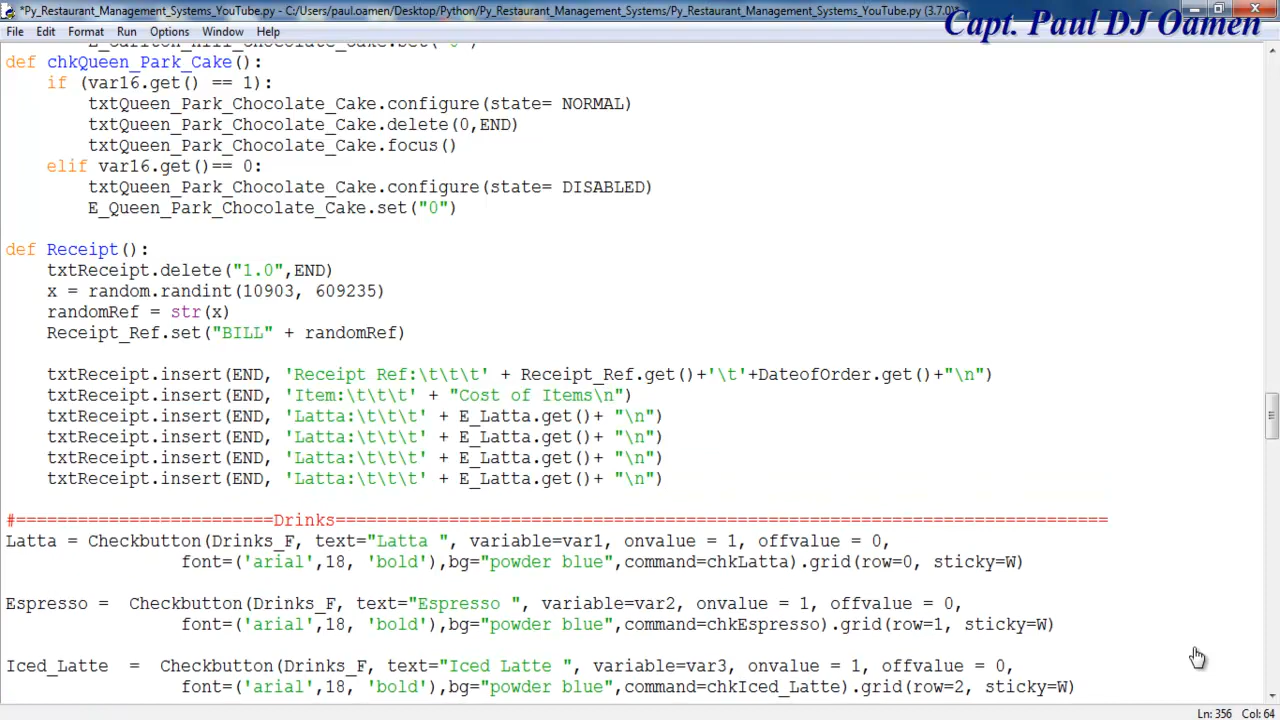 *Py_Restaurant_Management_Systems_YouTube.py - C:/Users/paul.oamen/Desktop/Python/Py_Restaurant_Management_Systems/Py_Restaurant_Management_Systems_YouTube.py (3.7.0)*
Capt. Paul DJ Oamen
File Edit Format Run Options Window Help
E_Carlton_Hill_Chocolate_Cake.set("0")
def chkQueen_Park_Cake():
    if (var16.get() == 1):
        txtQueen_Park_Chocolate_Cake.configure(state= NORMAL)
        txtQueen_Park_Chocolate_Cake.delete(0,END)
        txtQueen_Park_Chocolate_Cake.focus()
    elif var16.get()== 0:
        txtQueen_Park_Chocolate_Cake.configure(state= DISABLED)
        E_Queen_Park_Chocolate_Cake.set("0")
def Receipt():
    txtReceipt.delete("1.0",END)
    x = random.randint(10903, 609235)
    randomRef = str(x)
    Receipt_Ref.set("BILL" + randomRef)
    txtReceipt.insert(END, 'Receipt Ref:\t\t\t' + Receipt_Ref.get()+'\t'+DateofOrder.get()+"\n")
    txtReceipt.insert(END, 'Item:\t\t\t' + "Cost of Items\n")
    txtReceipt.insert(END, 'Latta:\t\t\t' + E_Latta.get()+ "\n")
    txtReceipt.insert(END, 'Latta:\t\t\t' + E_Latta.get()+ "\n")
    txtReceipt.insert(END, 'Latta:\t\t\t' + E_Latta.get()+ "\n")
    txtReceipt.insert(END, 'Latta:\t\t\t' + E_Latta.get()+ "\n")
#=========================Drinks===========================================================================
Latta = Checkbutton(Drinks_F, text="Latta ", variable=var1, onvalue = 1, offvalue = 0,
                 font=('arial',18, 'bold'),bg="powder blue",command=chkLatta).grid(row=0, sticky=W)
Espresso =  Checkbutton(Drinks_F, text="Espresso ", variable=var2, onvalue = 1, offvalue = 0,
                 font=('arial',18, 'bold'),bg="powder blue",command=chkEspresso).grid(row=1, sticky=W)
Iced_Latte  =  Checkbutton(Drinks_F, text="Iced Latte ", variable=var3, onvalue = 1, offvalue = 0,
                 font=('arial',18, 'bold'),bg="powder blue",command=chkIced_Latte).grid(row=2, sticky=W)
Ln: 356 Col: 64